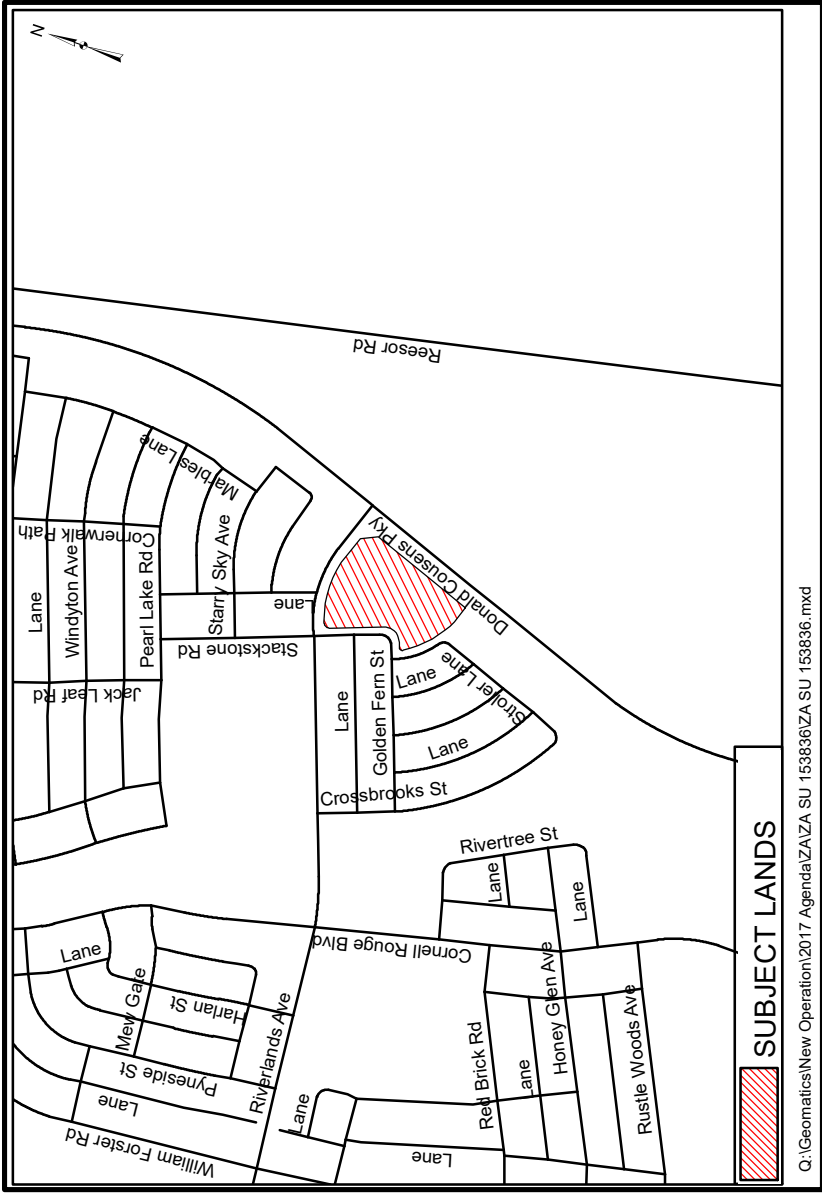 N
Reesor Rd
Donald Cousens Pky
Marbles Lane
Cornerwalk Path
Lane
Windyton Ave
Pearl Lake Rd
Starry Sky Ave
Lane
Stackstone Rd
Jack Leaf Rd
Lane
Golden Fern St
Lane
Stroller Lane
Lane
Crossbrooks St
Rivertree St
Lane
Lane
Cornell Rouge Blvd
Lane
Mew Gate
Harlan St
Pyneside St
Riverlands Ave
Lane
William Forster Rd
Lane
Lane
Red Brick Rd
Lane
Honey Glen Ave
Rustle Woods Ave
SUBJECT LANDS
Q:\Geomatics\New Operation\2017 Agenda\ZA\ZA SU 153836\ZA SU 153836.mxd